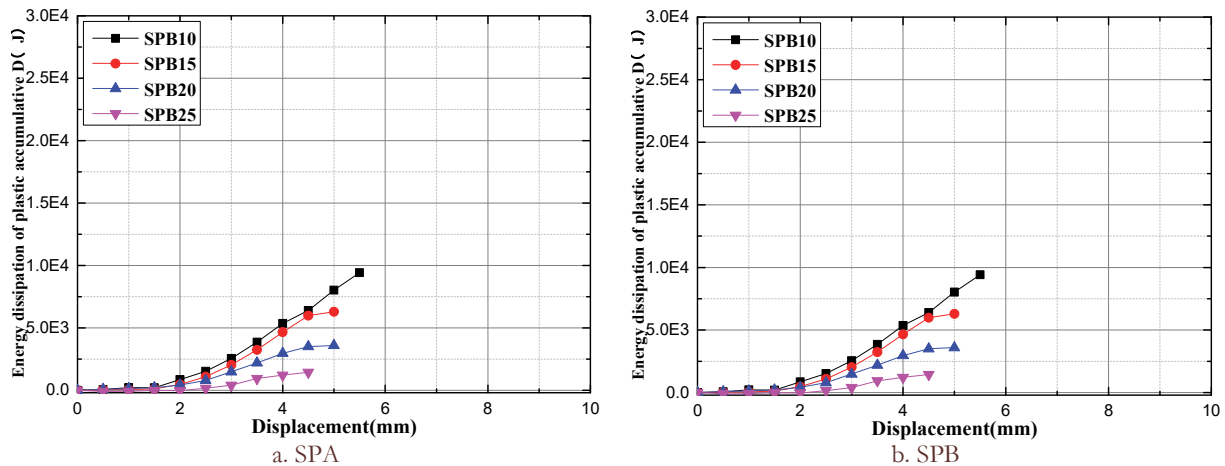 3.0E4
2.5E4
2.0E4
1.5E4
1.0E4
5.0E3
0.0
Energy dissipation of plastic accumulative D( J)
SPB10
SPB15
SPB20
SPB25
0 2 4 6 8 10
Displacement(mm)
a. SPA
3.0E4
2.5E4
2.0E4
1.5E4
1.0E4
5.0E3
0.0
Energy dissipation of plastic accumulative D( J)
SPB10
SPB15
SPB20
SPB25
0 2 4 6 8 10
Displacement(mm)
b. SPB